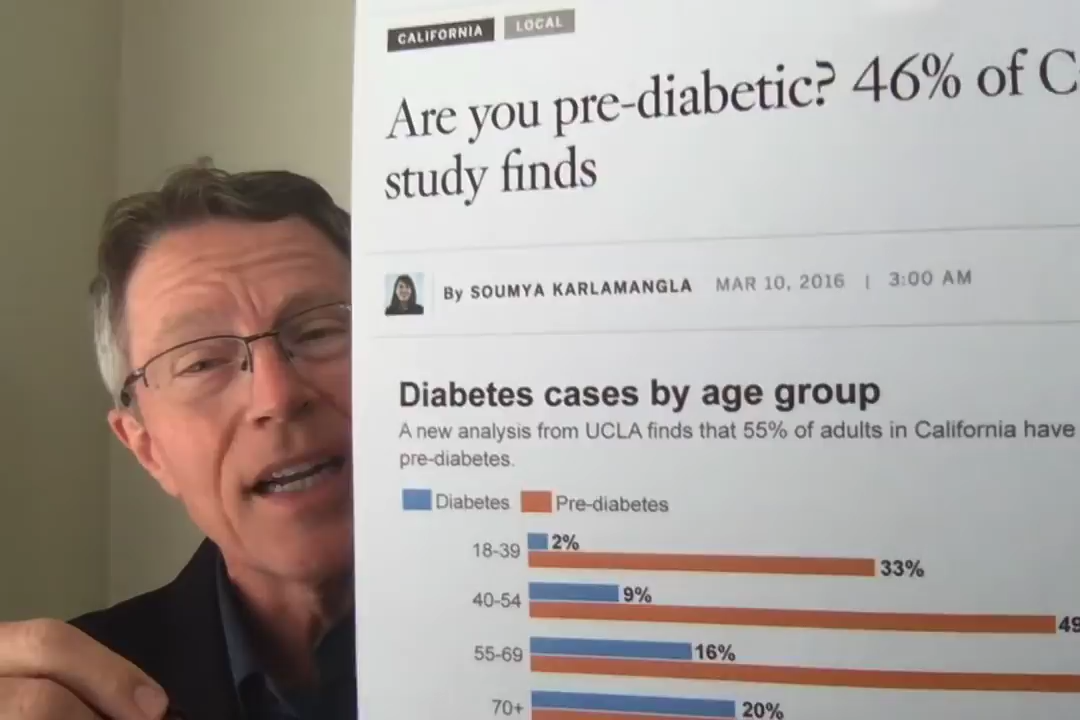 CALIFORNIA LOCAL
Are you pre-diabetic? 46% of C
study finds
By SOUMYA KARLAMANGLA MAR 10, 2016 | 3:00 AM
Diabetes cases by age group
A new analysis from UCLA finds that 55% of adults in California have
pre-diabetes.
Diabetes Pre-diabetes
18-39 2%
33%
40-54 9%
49
55-69 16%
70+ 20%